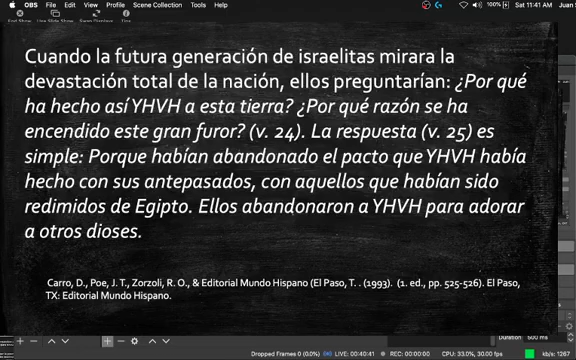 OBS File Edit View Profile Scene Collection Tools Help 100% Sat 11:41 AM Juan
Cuando la futura generación de israelitas mirara la
devastación total de la nación, ellos preguntarían: ¿Por qué
ha hecho así YHVH a esta tierra? ¿Por qué razón se ha
encendido este gran furor? (v. 24). La respuesta (v. 25) es
simple: Porque habían abandonado el pacto que YHVH había
hecho con sus antepasados, con aquellos que habían sido
redimidos de Egipto. Ellos abandonaron a YHVH para adorar
a otros dioses.
Carro, D., Poe, J. T., Zorzoli, R. O., & Editorial Mundo Hispano (El Paso, T. . (1993). (1. ed., pp. 525-526). El Paso,
TX: Editorial Mundo Hispano.
Duration 500 ms
Dropped Frames 0 (0.0%) LIVE: 00:40:41 REC: 00:00:00 CPU: 33.0%, 30.00 fps kb/s: 1267